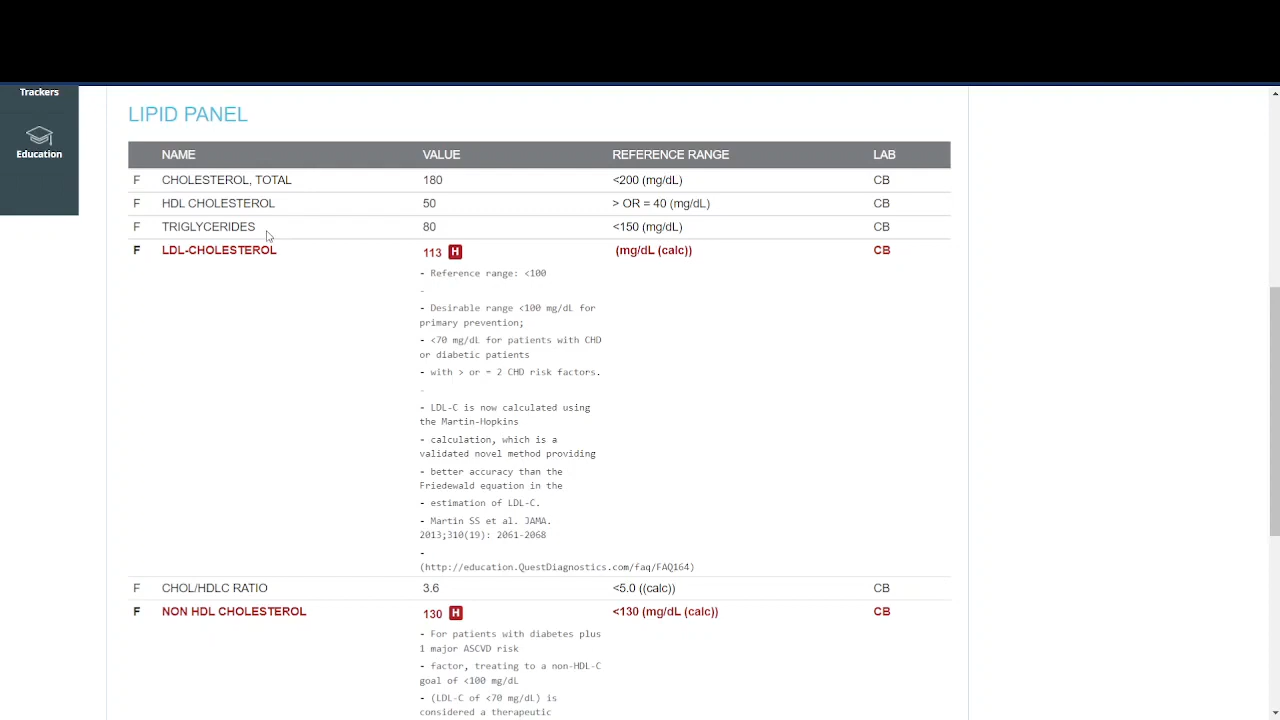 Trackers
Education
LIPID PANEL
NAME VALUE REFERENCE RANGE LAB
F CHOLESTEROL, TOTAL 180 <200 (mg/dL) CB
F HDL CHOLESTEROL 50 > OR = 40 (mg/dL) CB
F TRIGLYCERIDES 80 <150 (mg/dL) CB
F LDL-CHOLESTEROL 113 H (mg/dL (calc)) CB
- Reference range: <100
-
- Desirable range <100 mg/dL for
primary prevention;
- <70 mg/dL for patients with CHD
or diabetic patients
- with > or = 2 CHD risk factors.
-
- LDL-C is now calculated using
the Martin-Hopkins
- calculation, which is a
validated novel method providing
- better accuracy than the
Friedewald equation in the
- estimation of LDL-C.
- Martin SS et al. JAMA.
2013;310(19): 2061-2068
-
(http://education.QuestDiagnostics.com/faq/FAQ164)
F CHOL/HDLC RATIO 3.6 <5.0 ((calc)) CB
F NON HDL CHOLESTEROL 130 H <130 (mg/dL (calc)) CB
- For patients with diabetes plus
1 major ASCVD risk
- factor, treating to a non-HDL-C
goal of <100 mg/dL
- (LDL-C of <70 mg/dL) is
considered a therapeutic